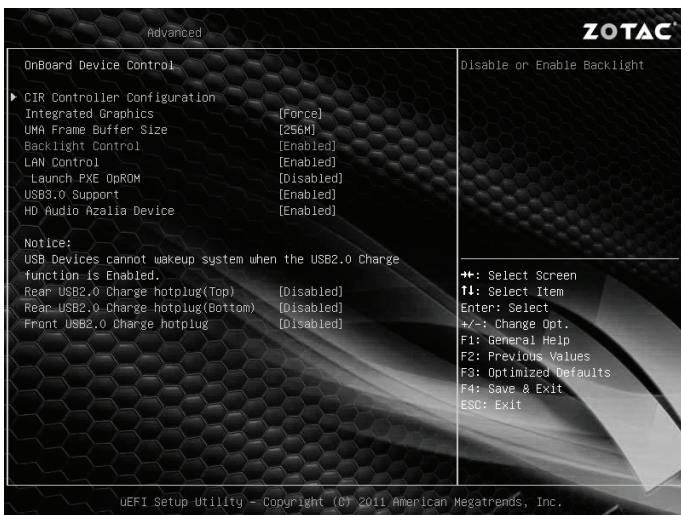 Advanced
ZOTAC
OnBoard Device Control
Disable or Enable Backlight
CIR Controller Configuration
Integrated Graphics [Force]
UMA Frame Buffer Size [256M]
Backlight Control [Enabled]
LAN Control [Enabled]
Launch PXE OpROM [Disabled]
USB3.0 Support [Enabled]
HD Audio Azalia Device [Enabled]
Notice:
USB Devices cannot wakeup system when the USB2.0 Charge
function is Enabled.
Rear USB2.0 Charge hotplug(Top) [Disabled]
Rear USB2.0 Charge hotplug(Bottom) [Disabled]
Front USB2.0 Charge hotplug [Disabled]
→←: Select Screen
↑↓: Select Item
Enter: Select
+/-: Change Opt.
F1: General Help
F2: Previous Values
F3: Optimized Defaults
F4: Save & Exit
ESC: Exit
uEFI Setup Utility - Copyright (C) 2011 American Megatrends, Inc.